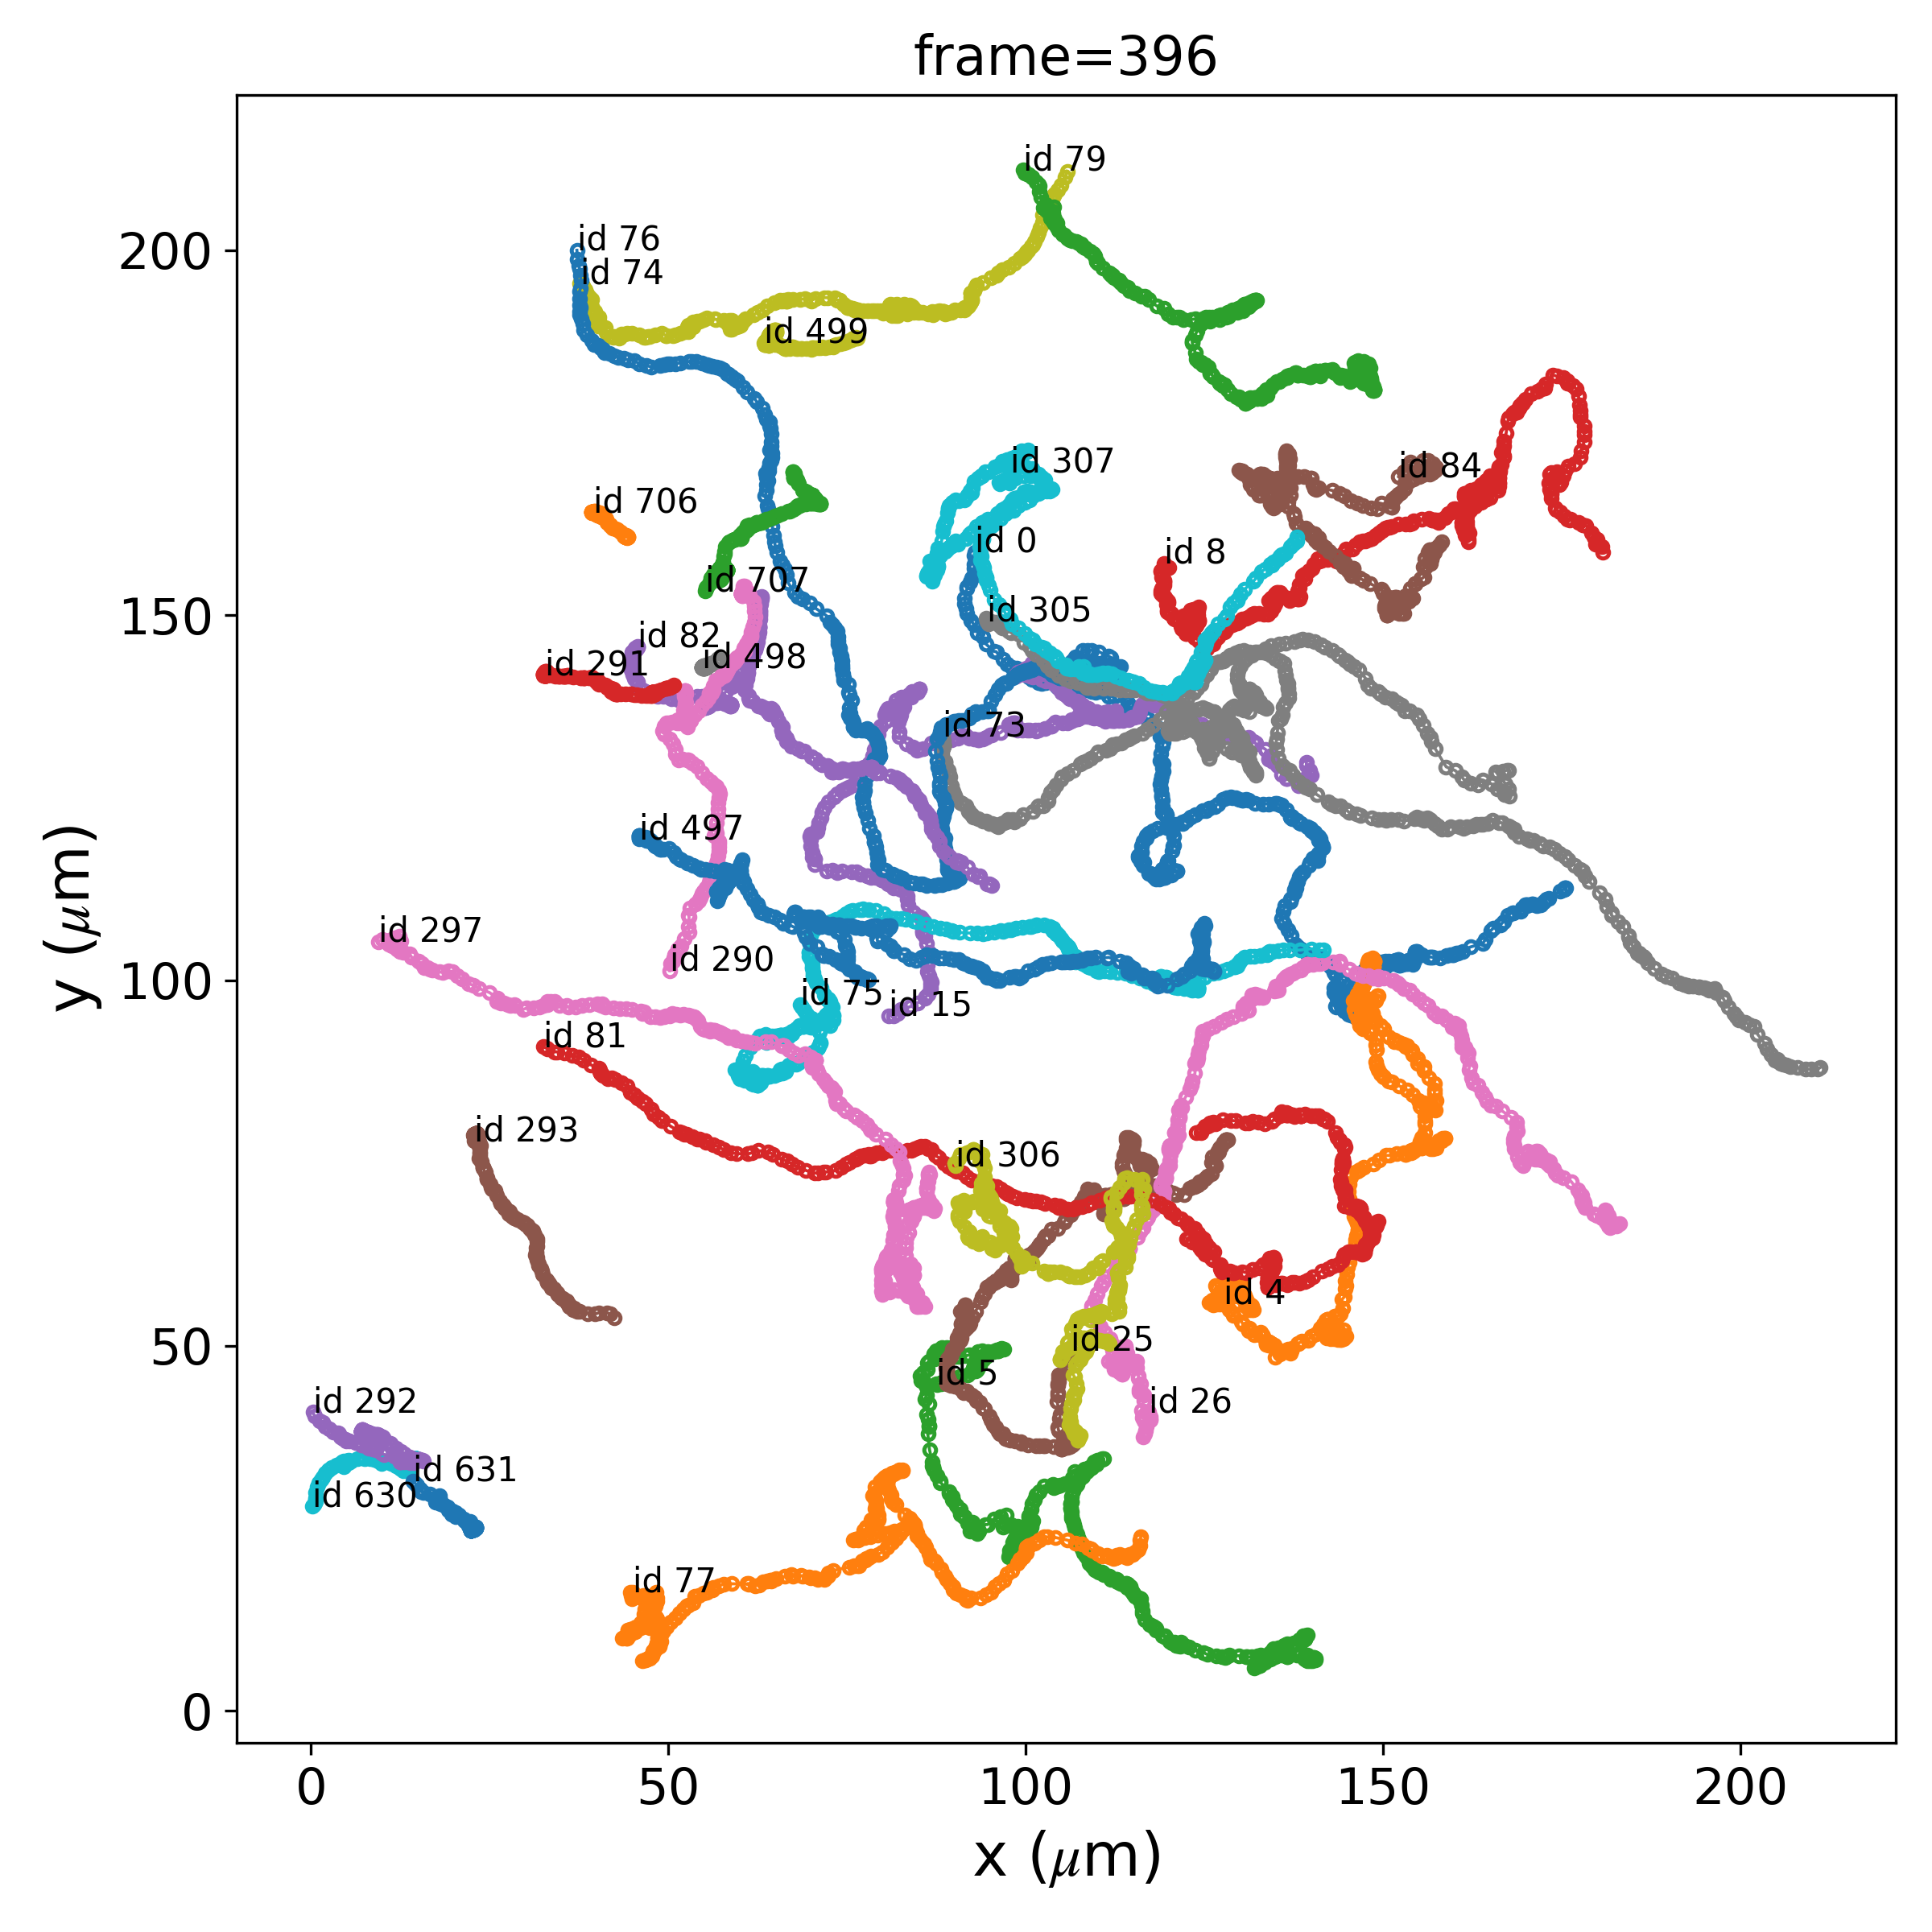 frame=396
id 79
id 76
id 74
200
id 499
id 307
id 84
id 706
id 0
id 8
id 707
150
id 305
id 82
id 498
id 291
id 73
id 497
y (μm)
id 297
id 290
100
id 75
id 15
id 81
id 293
id 306
id 4
50
id 25
id 5
id 292
id 26
id 631
id 630
id 77
0
0 50 100 150 200
x (μm)